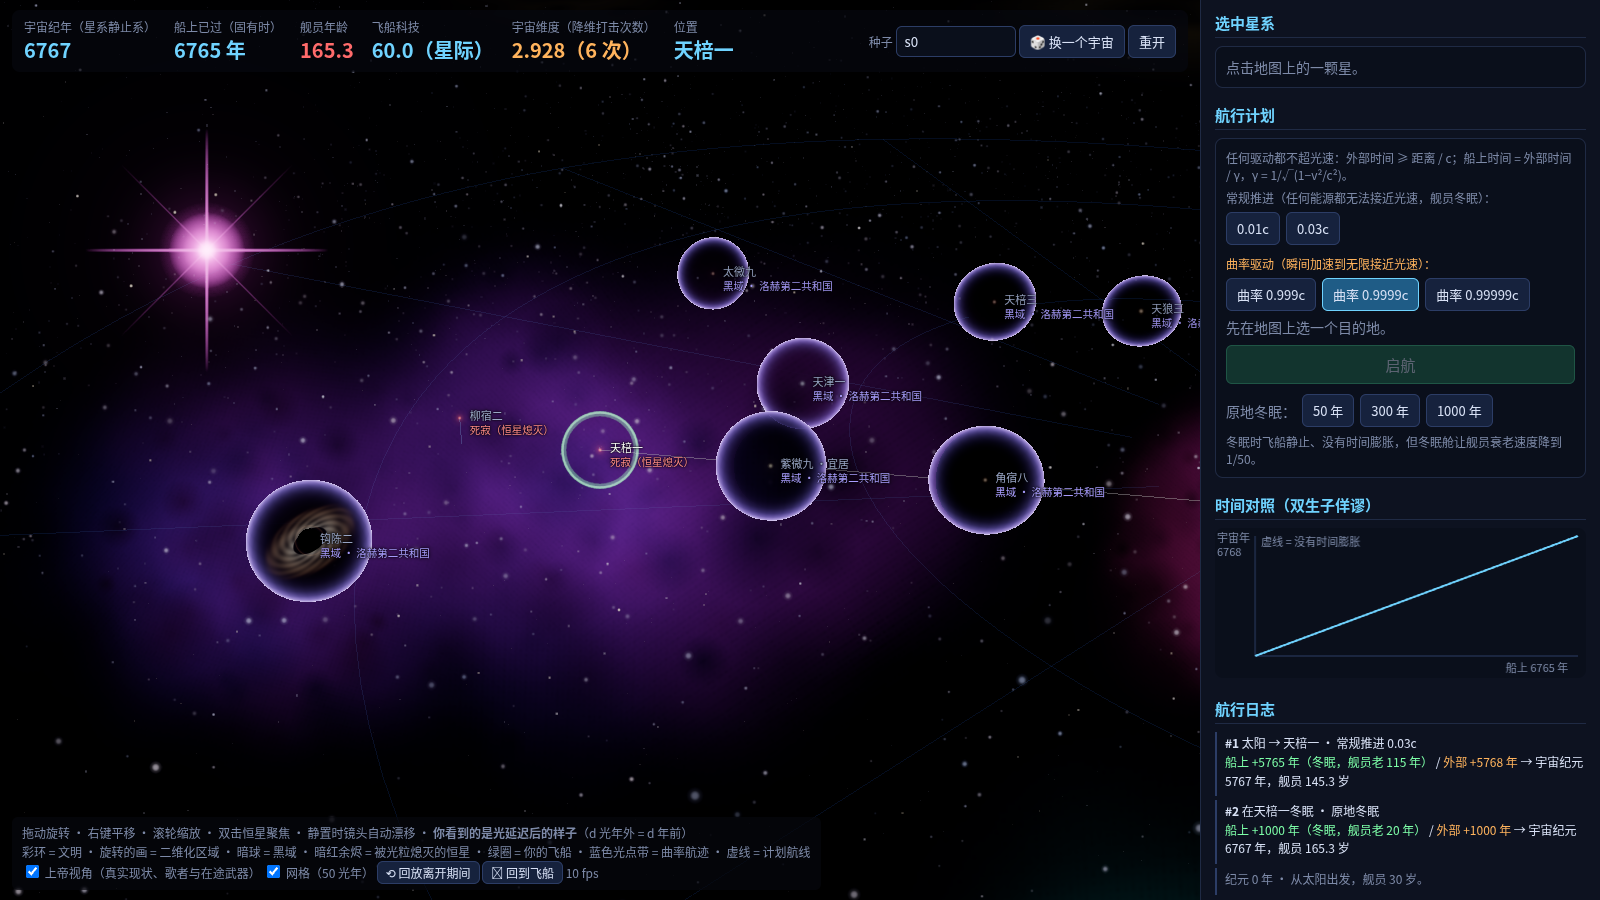 宇宙纪年（星系静止系）
6767
船上已过（固有时）
6765 年
舰员年龄
165.3
飞船科技
60.0（星际）
宇宙维度（降维打击次数）
2.928（6 次）
位置
天棓一
种子 s0 🎲 换一个宇宙 重开
太微九
黑域 · 洛赫第二共和国
天棓三
黑域 · 洛赫第二共和国
天狼三
黑域 · 洛
天津一
黑域 · 洛赫第二共和国
柳宿二
死寂（恒星熄灭）
天棓一
死寂（恒星熄灭）
紫微九 · 宜居
黑域 · 洛赫第二共和国
角宿八
黑域 · 洛赫第二共和国
钩陈二
黑域 · 洛赫第二共和国
拖动旋转 · 右键平移 · 滚轮缩放 · 双击恒星聚焦 · 静置时镜头自动漂移 · 你看到的是光延迟后的样子（d 光年外 = d 年前）
彩环 = 文明 · 旋转的画 = 二维化区域 · 暗球 = 黑域 · 暗红余烬 = 被光粒熄灭的恒星 · 绿圈 = 你的飞船 · 蓝色光点带 = 曲率航迹 · 虚线 = 计划航线
上帝视角（真实现状、歌者与在途武器） 网格（50 光年） ⟲ 回放离开期间 回到飞船 10 fps
选中星系
点击地图上的一颗星。
航行计划
任何驱动都不超光速：外部时间 ⩾ 距离 / c；船上时间 = 外部时间
/ γ，γ = 1/√(1−v²/c²)。
常规推进（任何能源都无法接近光速，舰员冬眠）：
0.01c 0.03c
曲率驱动（瞬间加速到无限接近光速）：
曲率 0.999c 曲率 0.9999c 曲率 0.99999c
先在地图上选一个目的地。
启航
原地冬眠： 50 年 300 年 1000 年
冬眠时飞船静止、没有时间膨胀，但冬眠舱让舰员衰老速度降到
1/50。
时间对照（双生子佯谬）
宇宙年
6768
虚线 = 没有时间膨胀
船上 6765 年
航行日志
#1 太阳 → 天棓一 · 常规推进 0.03c
船上 +5765 年（冬眠，舰员老 115 年） / 外部 +5768 年 → 宇宙纪元
5767 年，舰员 145.3 岁
#2 在天棓一冬眠 · 原地冬眠
船上 +1000 年（冬眠，舰员老 20 年） / 外部 +1000 年 → 宇宙纪元
6767 年，舰员 165.3 岁
纪元 0 年 · 从太阳出发，舰员 30 岁。